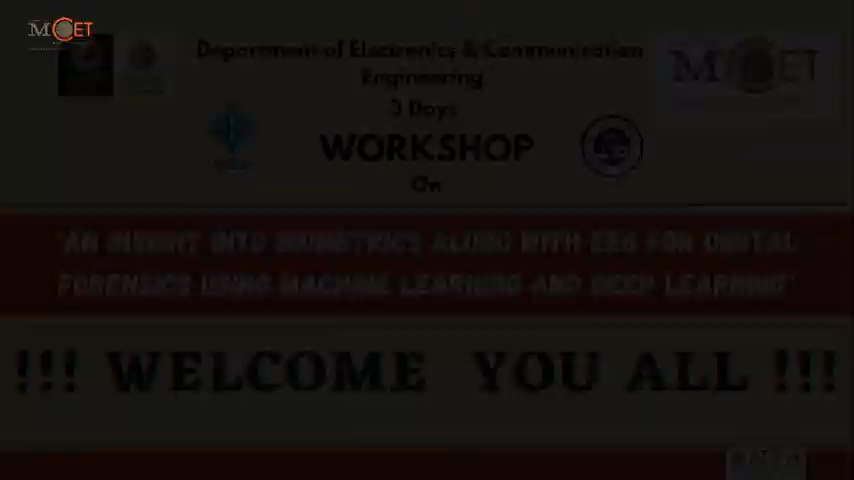 MCET
Department of Electronics & Communication
Engineering
MCET
3 Days
WORKSHOP
On
"AN INSIGHT INTO BIOMETRICS ALONG WITH EEG FOR DIGITAL
FORENSICS USING MACHINE LEARNING AND DEEP LEARNING"
!!! WELCOME YOU ALL !!!